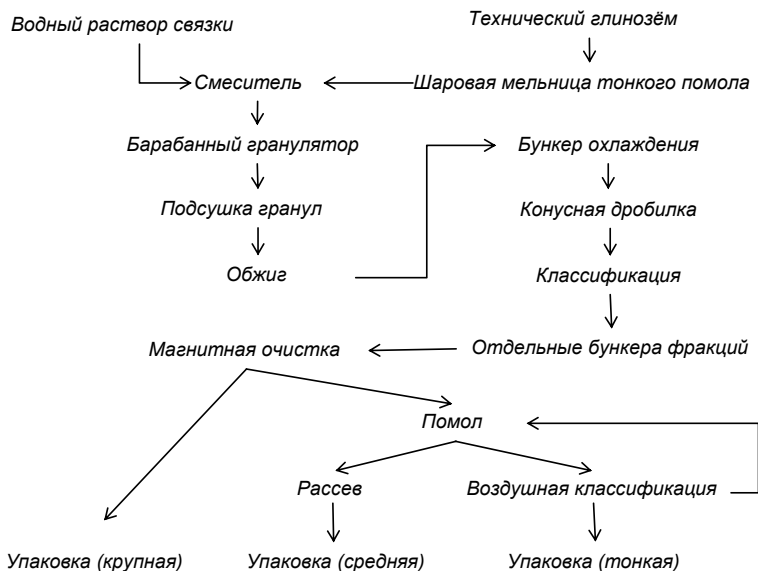 Водный раствор связки
Технический глинозём
Смеситель
Шаровая мельница тонкого помола
Барабанный гранулятор
Бункер охлаждения
Подсушка гранул
Конусная дробилка
Обжиг
Классификация
Магнитная очистка
Отдельные бункера фракций
Помол
Рассев
Воздушная классификация
Упаковка (крупная)
Упаковка (средняя)
Упаковка (тонкая)